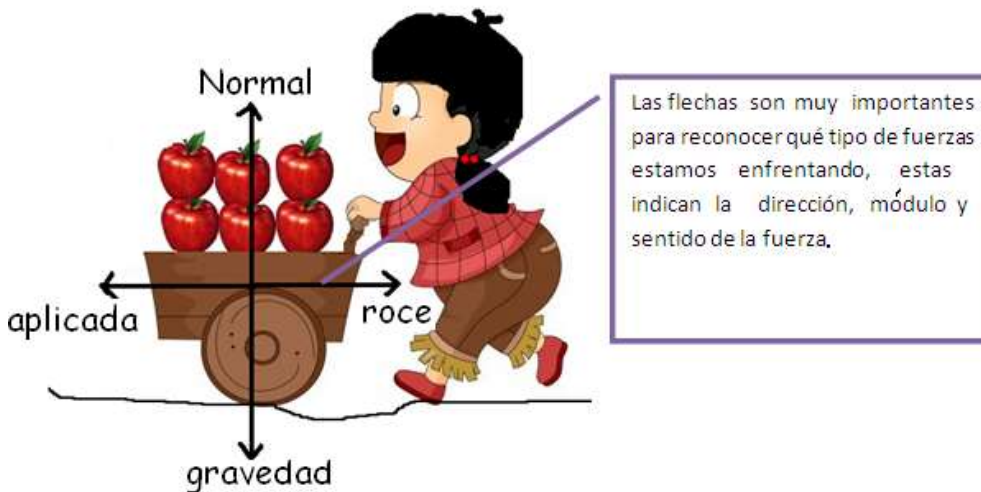 Normal
aplicada
roce
gravedad
Las flechas son muy importantes
para reconocer qué tipo de fuerzas
estamos enfrentando, estas
indican la dirección, módulo y
sentido de la fuerza.